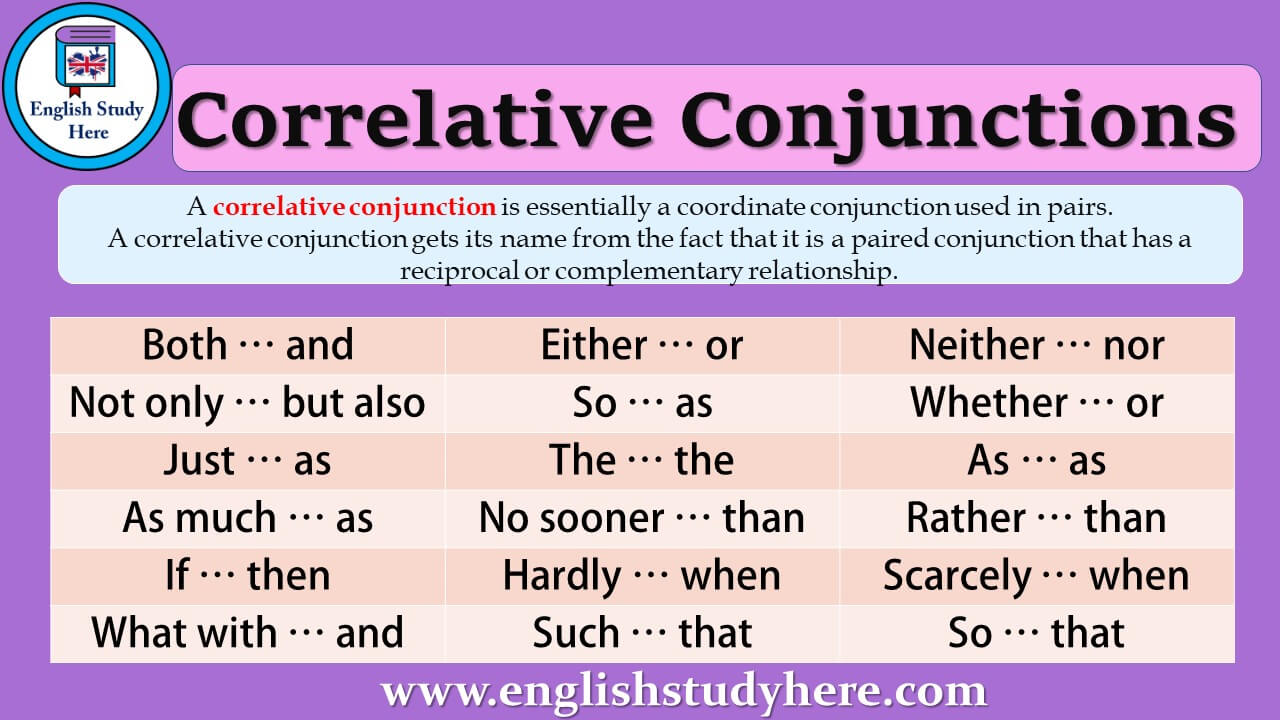 English Study
Here
Correlative Conjunctions
A correlative conjunction is essentially a coordinate conjunction used in pairs.
A correlative conjunction gets its name from the fact that it is a paired conjunction that has a
reciprocal or complementary relationship.
Both ··· and Either ··· or Neither ··· nor
Not only ··· but also So ··· as Whether ··· or
Just ··· as The ··· the As ··· as
As much ··· as No sooner ··· than Rather ··· than
If ··· then Hardly ··· when Scarcely ··· when
What with ··· and Such ··· that So ··· that
www.englishstudyhere.com